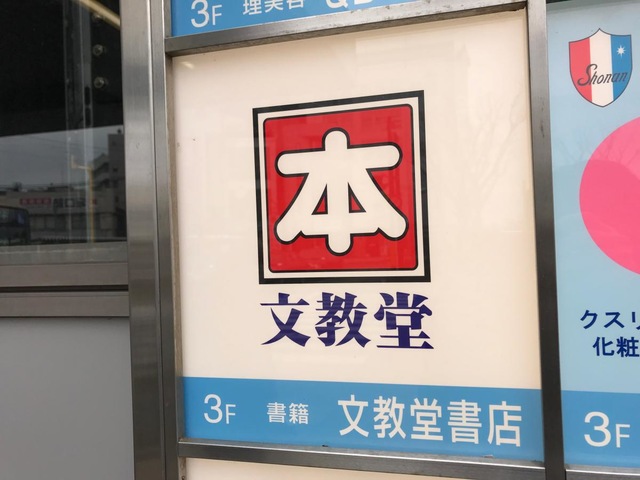 3F 理美容
Shonan
本
文教堂
クスリ
化粧
3F 書籍 文教堂書店
3F